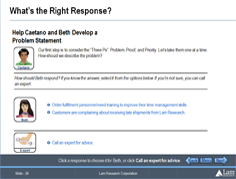 What's the Right Response?
Help Caetano and Beth Develop a
Problem Statement
Our first step is to consider the "Three Ps": Problem, Proof, and Priority. Let's take them one at a time.
How should we describe the problem?
Caetano
How should Beth respond? If you know the answer, select it from the options below. If you're not sure, you can call
an expert.
Order fulfillment personnel need training to improve their time management skills.
Customers are complaining about receiving late shipments from Lam Research.
Beth
Call an expert for advice.
Expert
Click a response to choose it for Beth, or click Call an expert for advice.
Lam Research Corporation
Lam